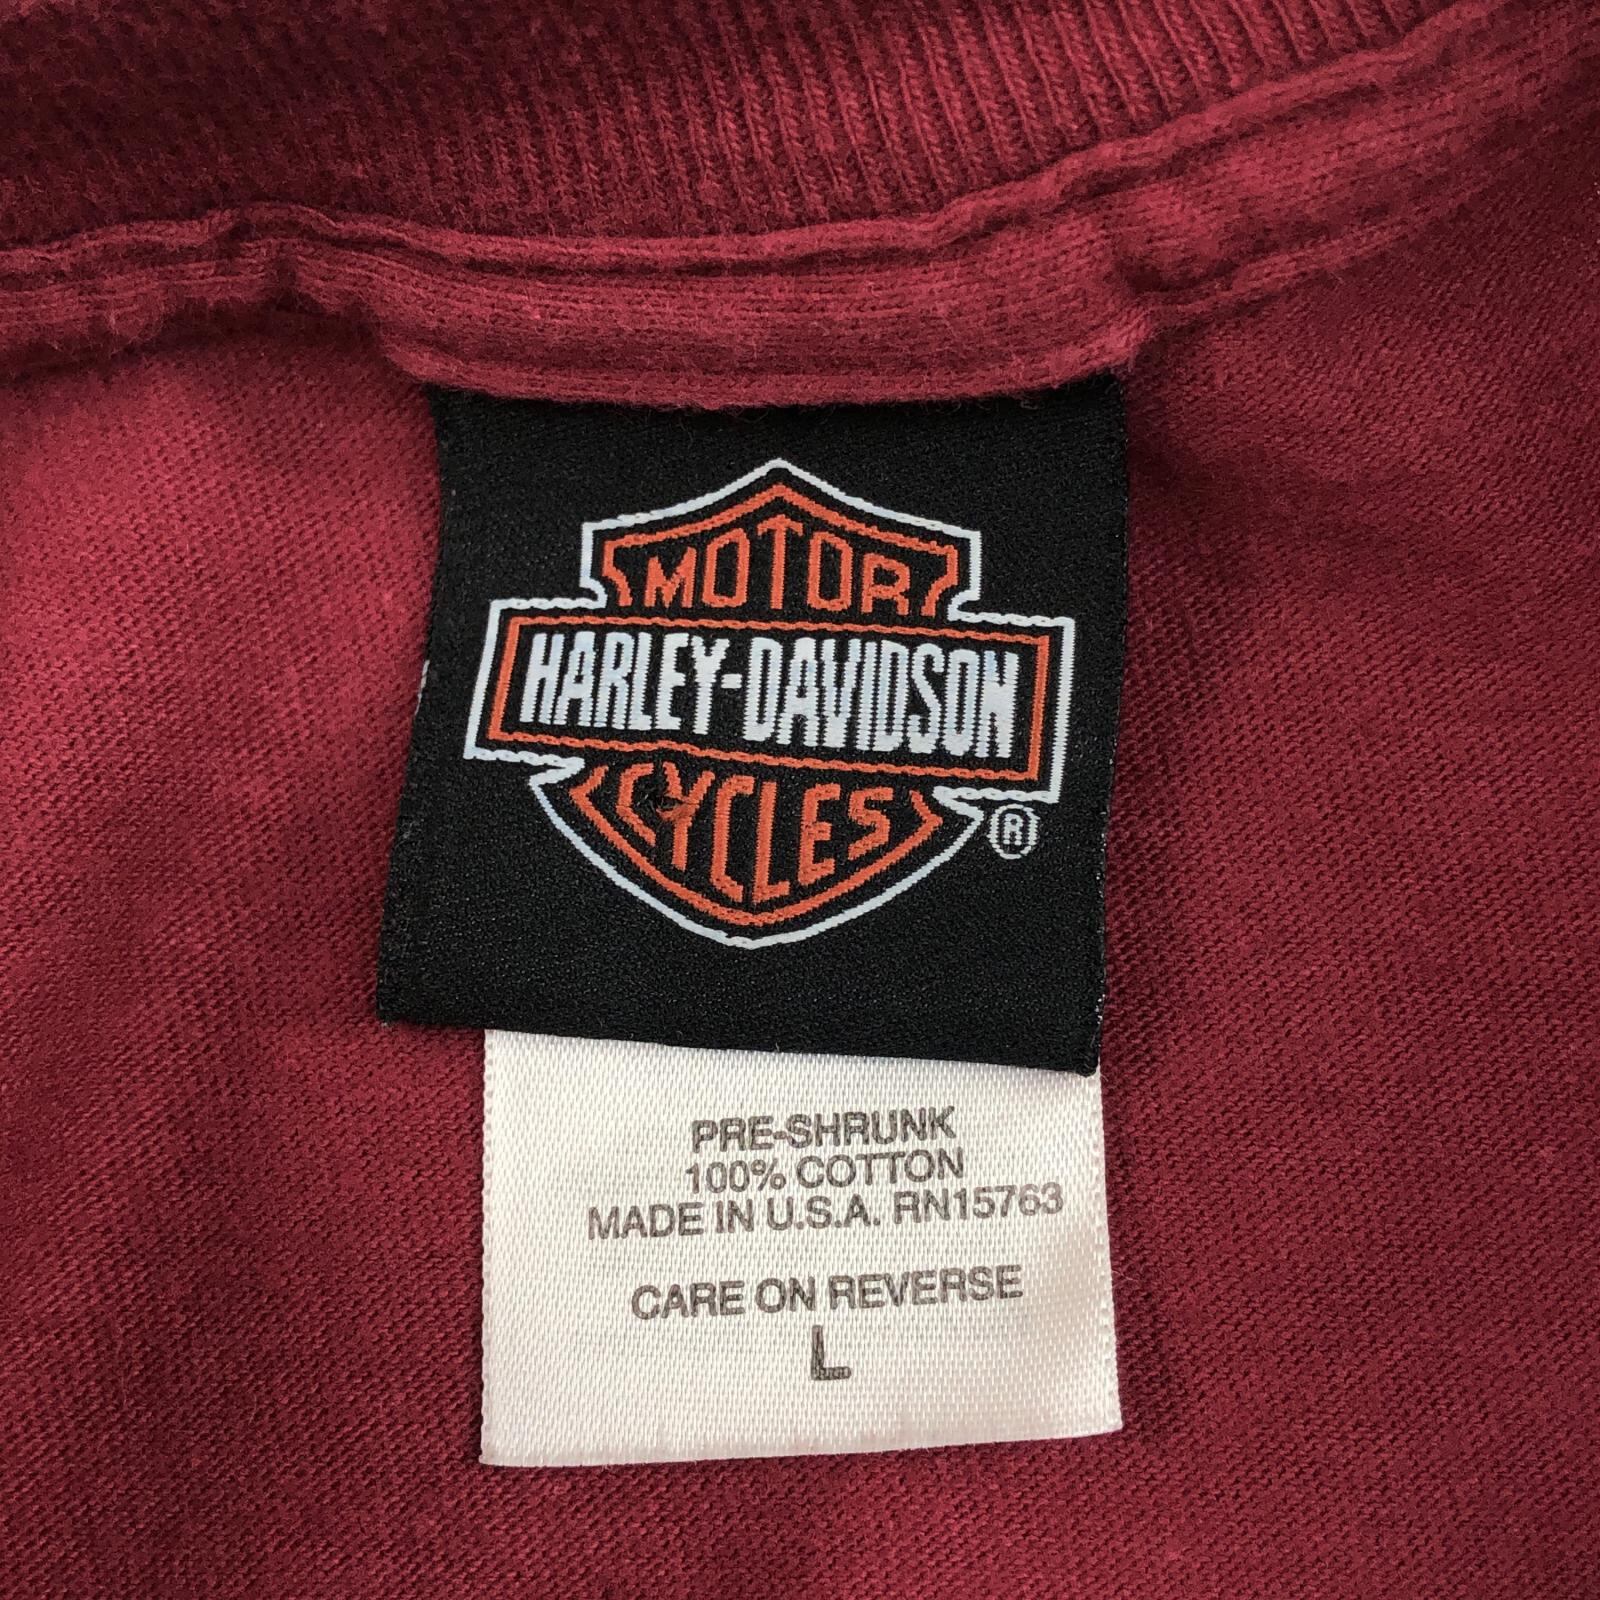 MOTOR
HARLEY-DAVIDSON
CYCLES
®
PRE-SHRUNK
100% COTTON
MADE IN U.S.A. RN15763
CARE ON REVERSE
L